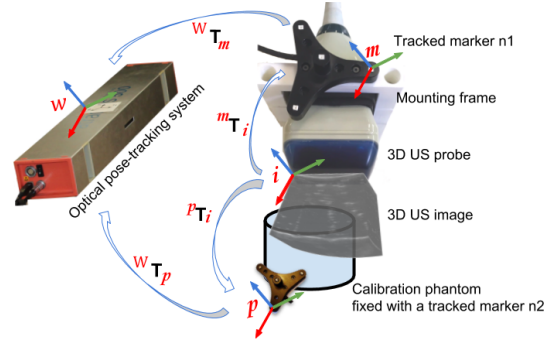 ᵂTₘ
Tracked marker n1
m
w
Mounting frame
Optical pose-tracking system
ᵐTᵢ
3D US probe
i
ᵖTᵢ
3D US image
ᵂTₚ
Calibration phantom
fixed with a tracked marker n2
p